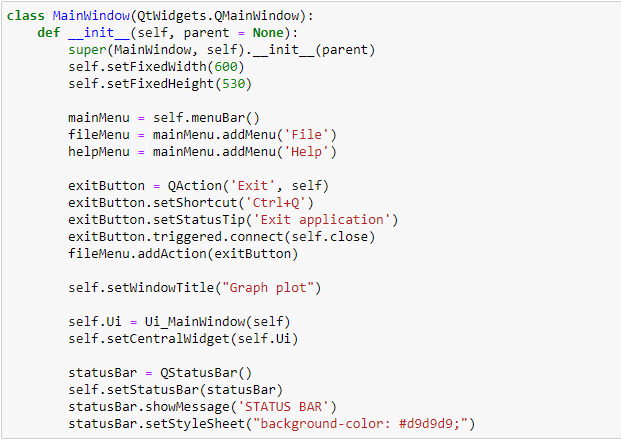 class MainWindow(QtWidgets.QMainWindow):
    def __init__(self, parent = None):
        super(MainWindow, self).__init__(parent)
        self.setFixedWidth(600)
        self.setFixedHeight(530)

        mainMenu = self.menuBar()
        fileMenu = mainMenu.addMenu('File')
        helpMenu = mainMenu.addMenu('Help')

        exitButton = QAction('Exit', self)
        exitButton.setShortcut('Ctrl+Q')
        exitButton.setStatusTip('Exit application')
        exitButton.triggered.connect(self.close)
        fileMenu.addAction(exitButton)

        self.setWindowTitle("Graph plot")

        self.Ui = Ui_MainWindow(self)
        self.setCentralWidget(self.Ui)

        statusBar = QStatusBar()
        self.setStatusBar(statusBar)
        statusBar.showMessage('STATUS BAR')
        statusBar.setStyleSheet("background-color: #d9d9d9;")